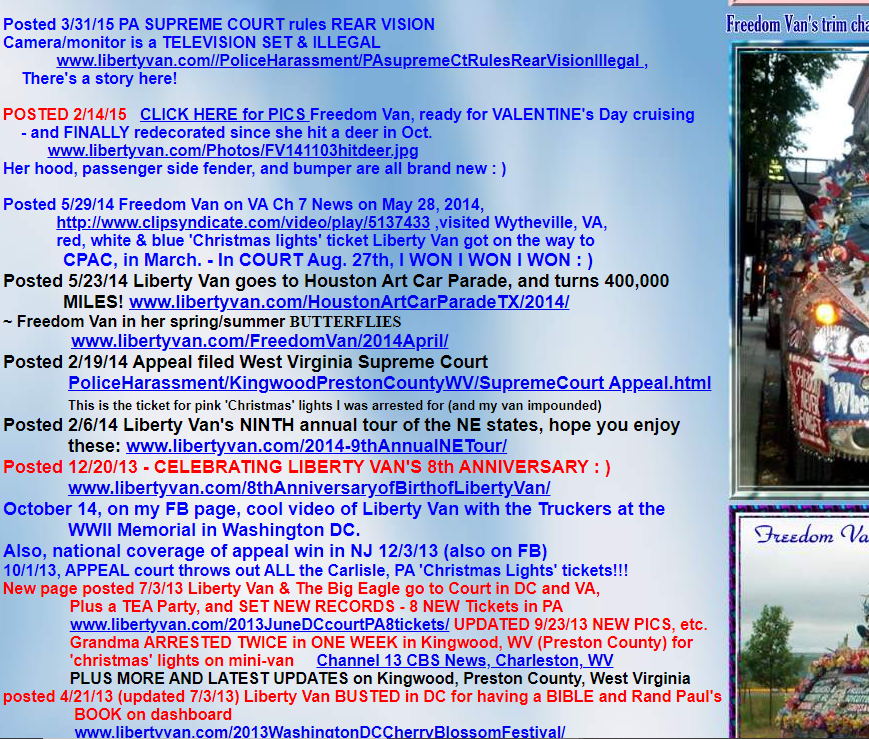 Posted 3/31/15 PA SUPREME COURT rules REAR VISION
Camera/monitor is a TELEVISION SET & ILLEGAL
www.libertyvan.com//PoliceHarassment/PAsupremeCtRulesRearVisionIllegal ,
There's a story here!
POSTED 2/14/15 CLICK HERE for PICS Freedom Van, ready for VALENTINE's Day cruising
- and FINALLY redecorated since she hit a deer in Oct.
www.libertyvan.com/Photos/FV141103hitdeer.jpg
Her hood, passenger side fender, and bumper are all brand new : )
Posted 5/29/14 Freedom Van on VA Ch 7 News on May 28, 2014,
http://www.clipsyndicate.com/video/play/5137433 ,visited Wytheville, VA,
red, white & blue 'Christmas lights' ticket Liberty Van got on the way to
CPAC, in March. - In COURT Aug. 27th, I WON I WON I WON : )
Posted 5/23/14 Liberty Van goes to Houston Art Car Parade, and turns 400,000
MILES! www.libertyvan.com/HoustonArtCarParadeTX/2014/
~ Freedom Van in her spring/summer BUTTERFLIES
www.libertyvan.com/FreedomVan/2014April/
Posted 2/19/14 Appeal filed West Virginia Supreme Court
PoliceHarassment/KingwoodPrestonCountyWV/SupremeCourt Appeal.html
This is the ticket for pink 'Christmas' lights I was arrested for (and my van impounded)
Posted 2/6/14 Liberty Van's NINTH annual tour of the NE states, hope you enjoy
these: www.libertyvan.com/2014-9thAnnualNETour/
Posted 12/20/13 - CELEBRATING LIBERTY VAN'S 8th ANNIVERSARY : )
www.libertyvan.com/8thAnniversaryofBirthofLibertyVan/
October 14, on my FB page, cool video of Liberty Van with the Truckers at the
WWII Memorial in Washington DC.
Also, national coverage of appeal win in NJ 12/3/13 (also on FB)
10/1/13, APPEAL court throws out ALL the Carlisle, PA 'Christmas Lights' tickets!!!
New page posted 7/3/13 Liberty Van & The Big Eagle go to Court in DC and VA,
Plus a TEA Party, and SET NEW RECORDS - 8 NEW Tickets in PA
www.libertyvan.com/2013JuneDCcourtPA8tickets/ UPDATED 9/23/13 NEW PICS, etc.
Grandma ARRESTED TWICE in ONE WEEK in Kingwood, WV (Preston County) for
'christmas' lights on mini-van Channel 13 CBS News, Charleston, WV
PLUS MORE AND LATEST UPDATES on Kingwood, Preston County, West Virginia
posted 4/21/13 (updated 7/3/13) Liberty Van BUSTED in DC for having a BIBLE and Rand Paul's
BOOK on dashboard
www.libertyvan.com/2013WashingtonDCCherryBlossomFestival/
Freedom Van's trim cha
Whe
Freedom Va